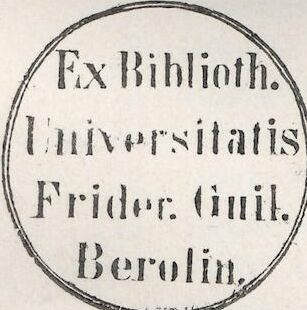 Ex Biblioth.
Universitatis
Frider. Guil.
Berolin.